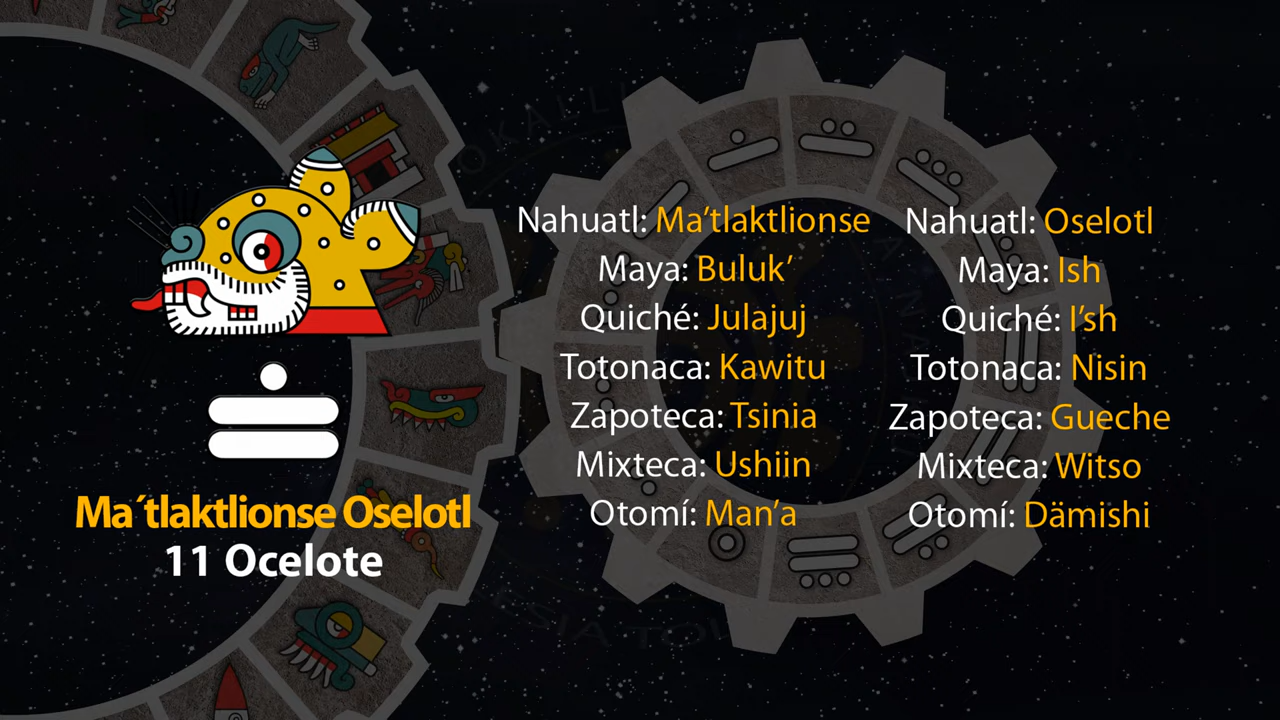 Nahuatl: Ma’tlaktlionse
Maya: Buluk’
Quiché: Julajuj
Totonaca: Kawitu
Zapoteca: Tsinia
Mixteca: Ushiin
Otomí: Man’a
Nahuatl: Oselotl
Maya: Ish
Quiché: I’sh
Totonaca: Nisin
Zapoteca: Gueche
Mixteca: Witso
Otomí: Dämishi
Ma´tlaktlionse Oselotl
11 Ocelote